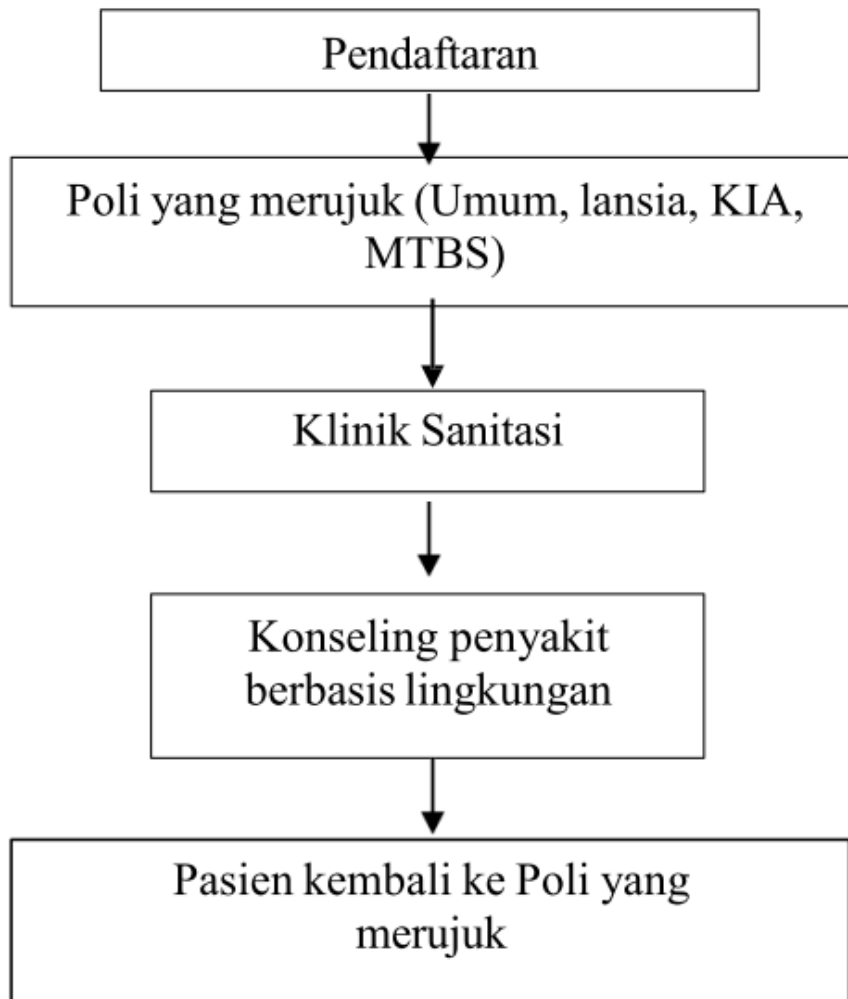 Pendaftaran
Poli yang merujuk (Umum, lansia, KIA,
MTBS)
Klinik Sanitasi
Konseling penyakit
berbasis lingkungan
Pasien kembali ke Poli yang
merujuk